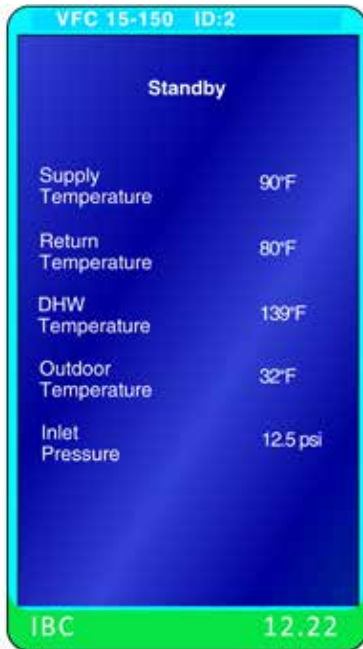 VFC 15-150 ID:2
Standby
Supply
Temperature 90°F
Return
Temperature 80°F
DHW
Temperature 139°F
Outdoor
Temperature 32°F
Inlet
Pressure 12.5 psi
IBC 12.22